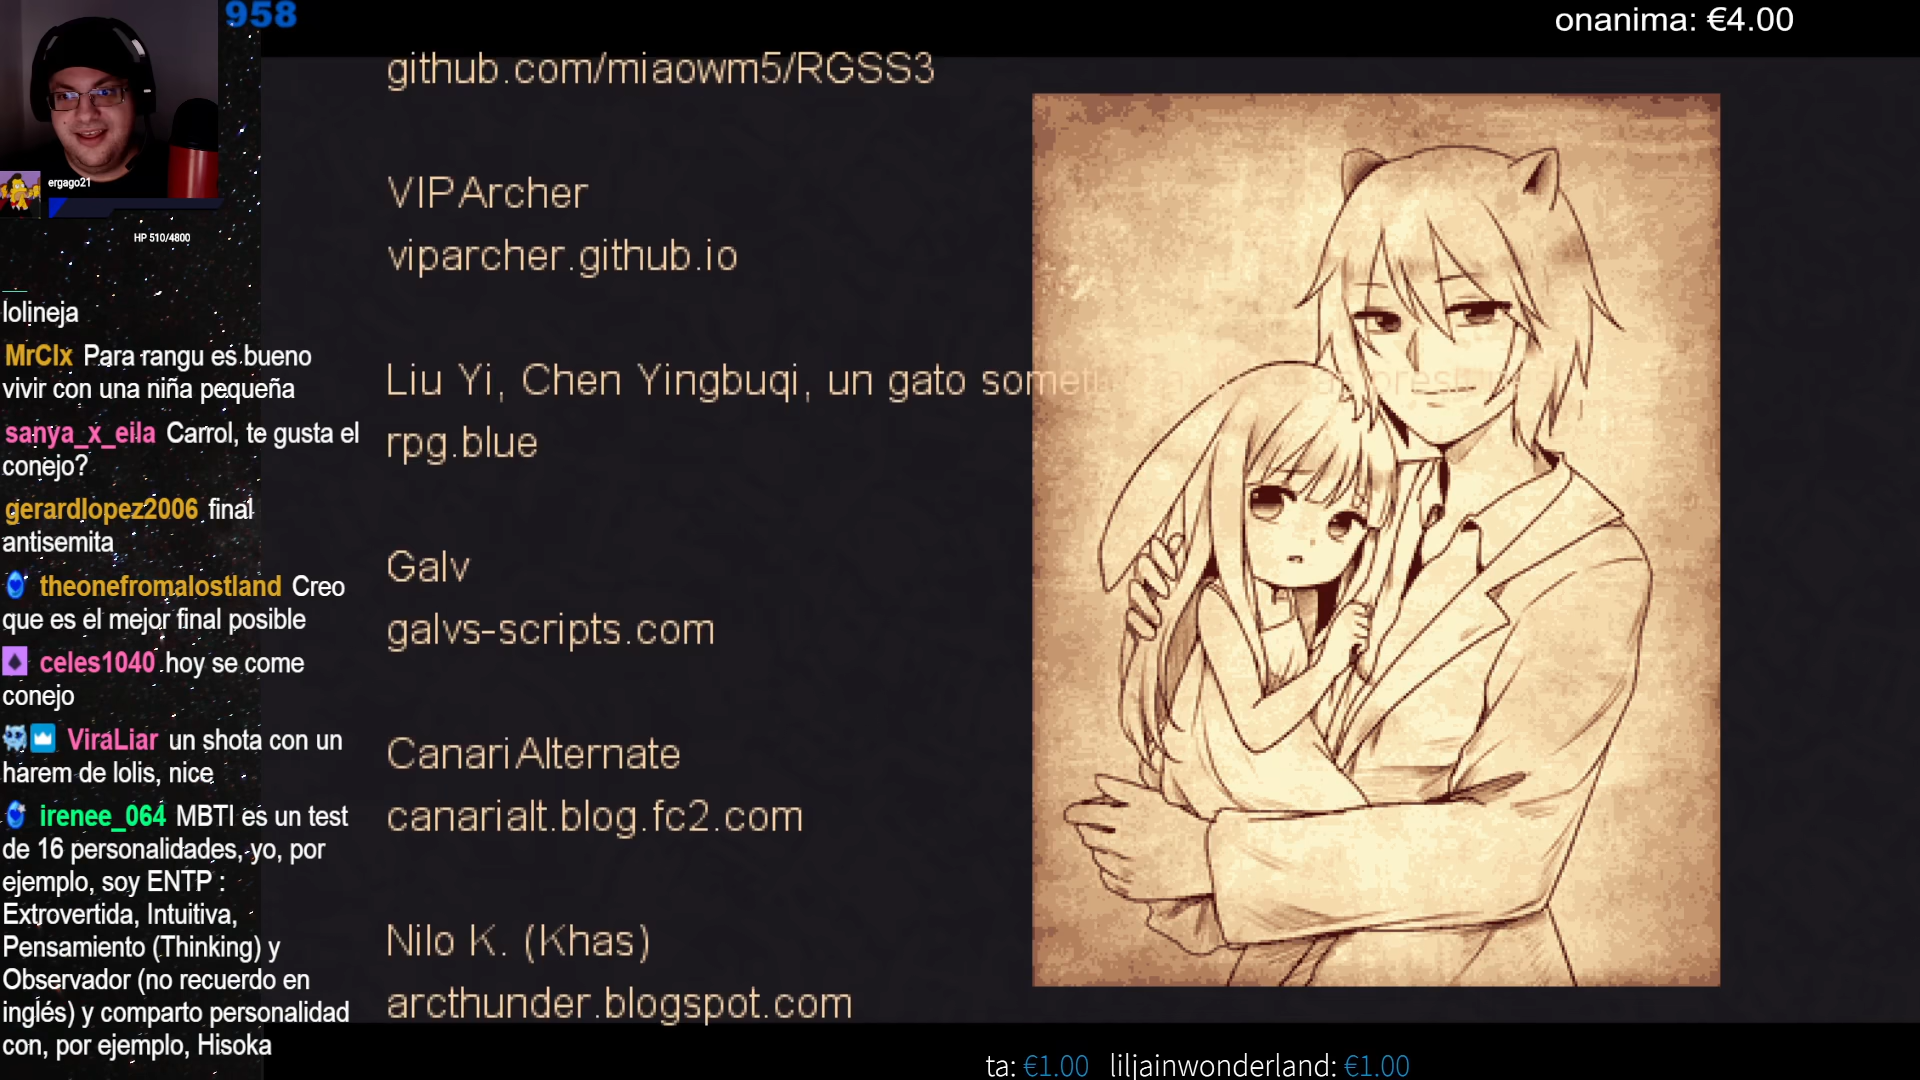 958
onanima: €4.00
ergago21
HP 510/4800
lolineja
MrClx Para rangu es bueno
vivir con una niña pequeña
sanya_x_eila Carrol, te gusta el
conejo?
gerardlopez2006 final
antisemita
theonefromalostland Creo
que es el mejor final posible
celes1040 hoy se come
conejo
ViraLiar un shota con un
harem de lolis, nice
irenee_064 MBTI es un test
de 16 personalidades, yo, por
ejemplo, soy ENTP :
Extrovertida, Intuitiva,
Pensamiento (Thinking) y
Observador (no recuerdo en
inglés) y comparto personalidad
con, por ejemplo, Hisoka
github.com/miaowm5/RGSS3
VIPArcher
viparcher.github.io
Liu Yi, Chen Yingbuqi, un gato
rpg.blue
Galv
galvs-scripts.com
CanariAlternate
canarialt.blog.fc2.com
Nilo K. (Khas)
arcthunder.blogspot.com
ta: €1.00 liljainwonderland: €1.00